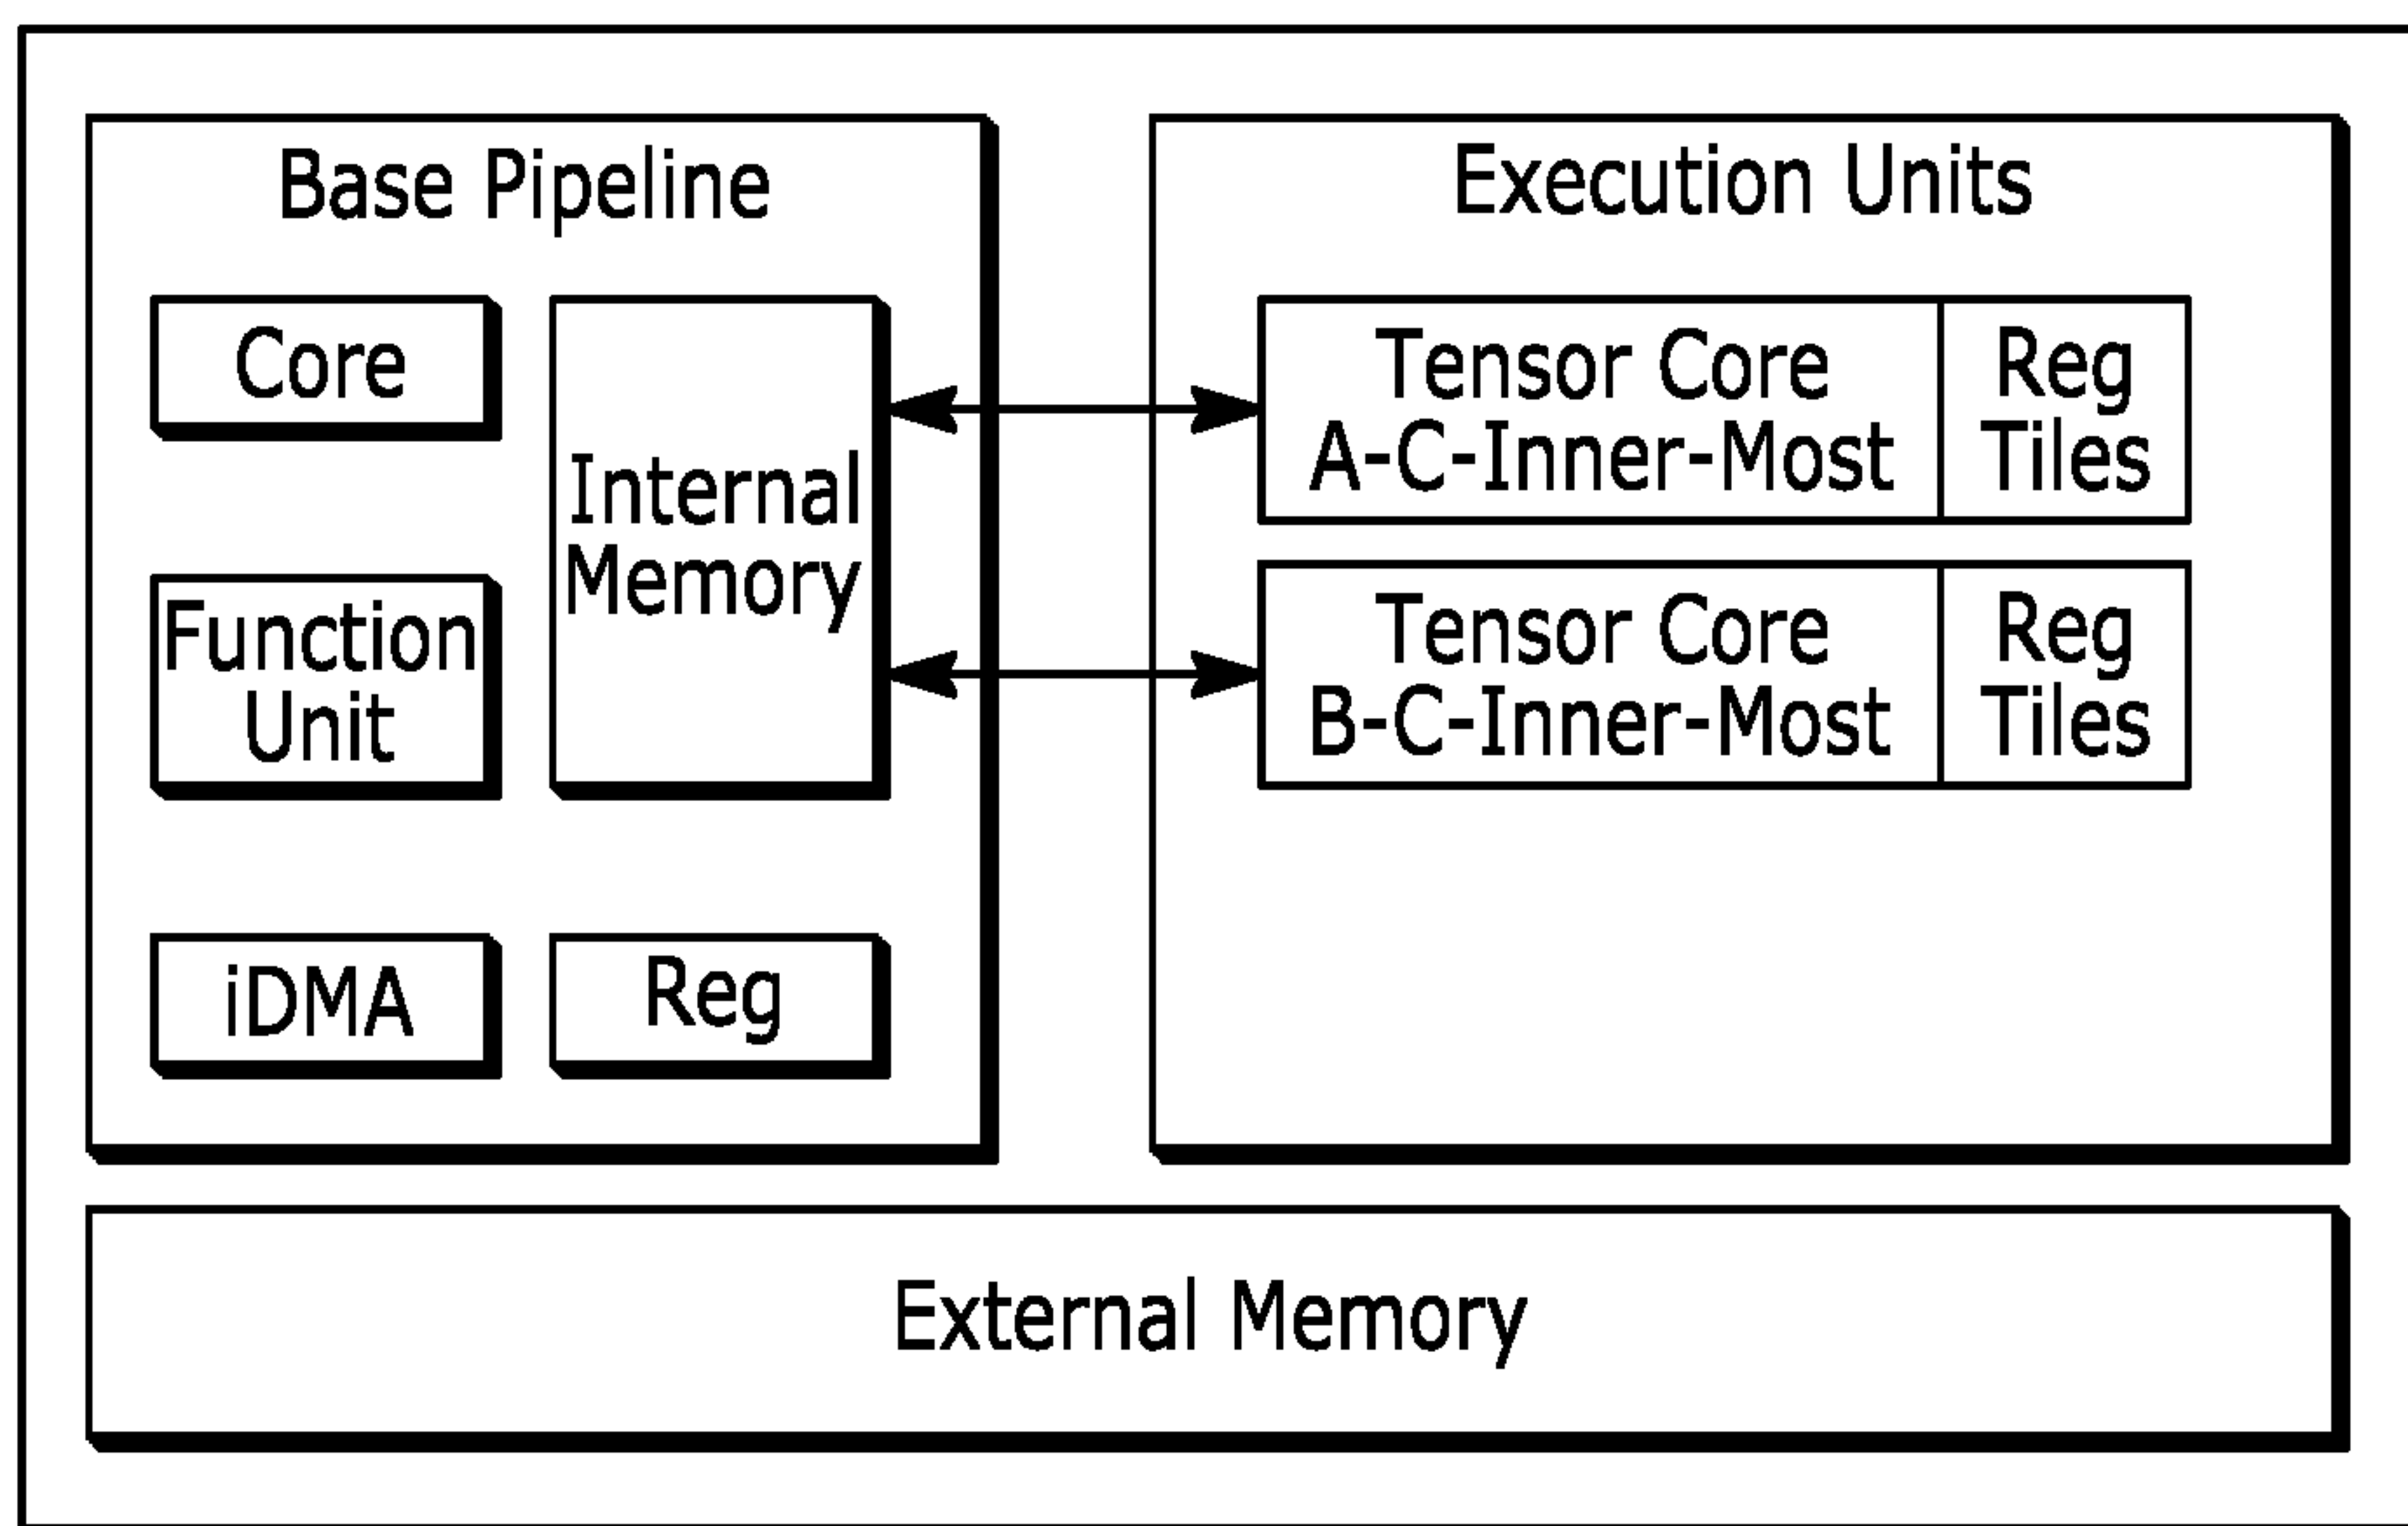 Base Pipeline
Core
Internal
Memory
Function
Unit
iDMA
Reg
Execution Units
Tensor Core
A-C-Inner-Most
Reg
Tiles
Tensor Core
B-C-Inner-Most
Reg
Tiles
External Memory